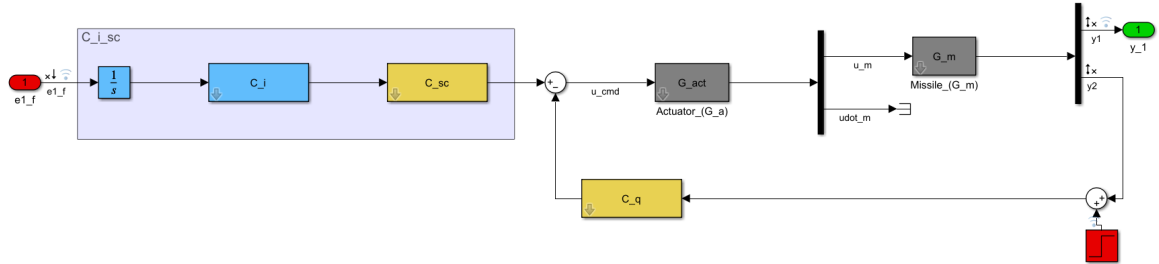 C_i_sc
1
e1_f
e1_f
1
s
C_i
C_sc
+
−
u_cmd
G_act
Actuator_(G_a)
u_m
udot_m
G_m
Missile_(G_m)
y1
y2
1
y_1
C_q
+
+